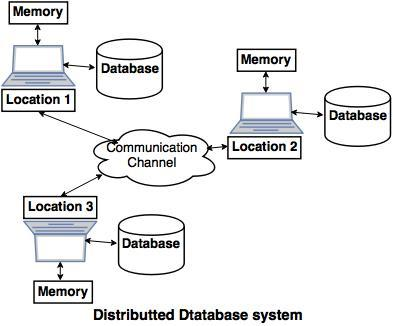 Memory
Database
Location 1
Memory
Database
Location 2
Communication
Channel
Location 3
Database
Memory
Distributted Dtatabase system